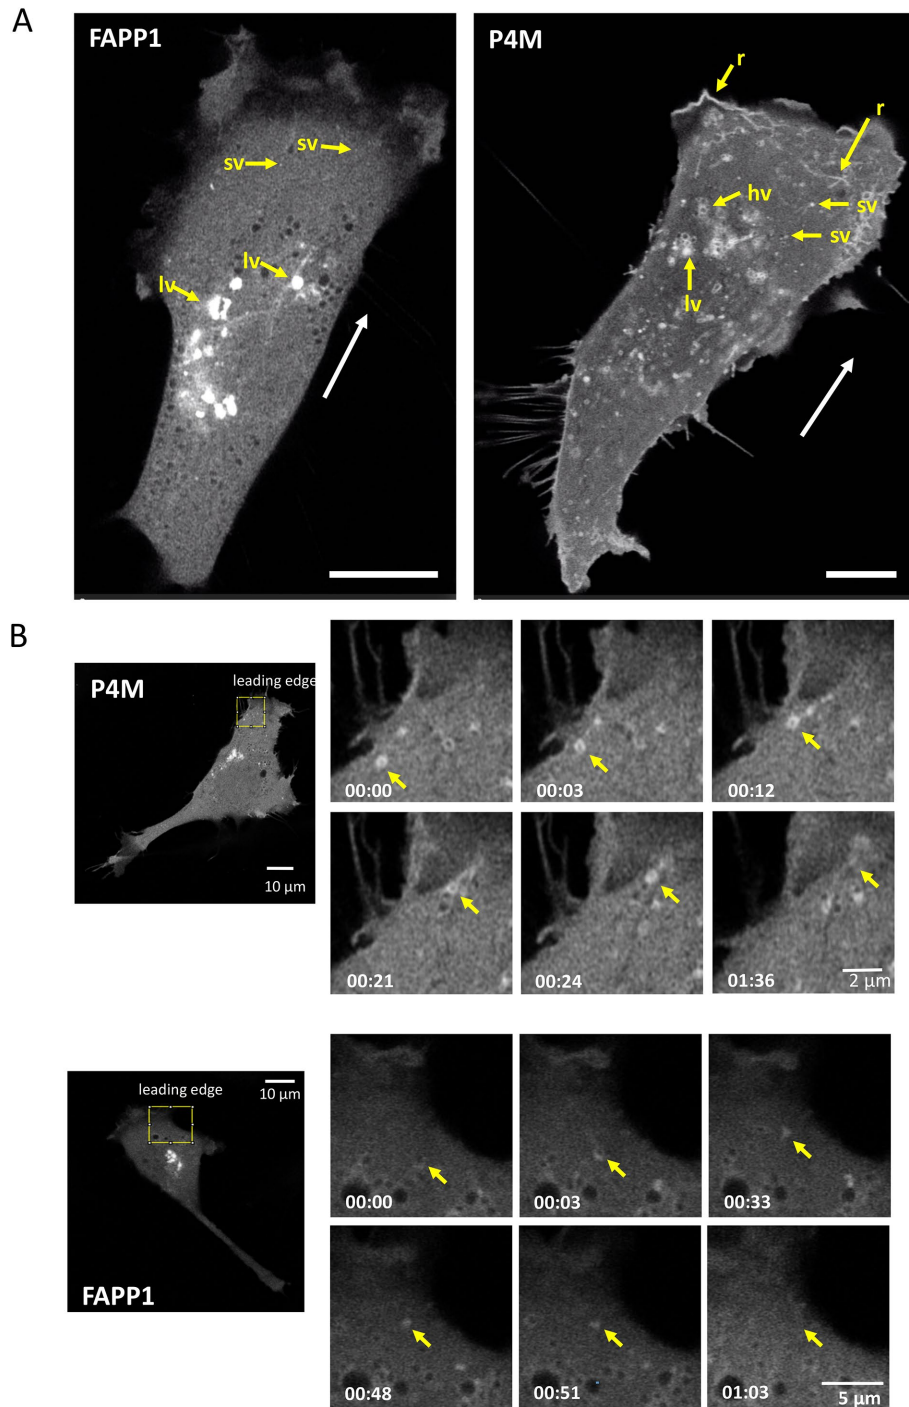 A
FAPP1
sv
sv
lv
lv
P4M
r
r
hv
sv
sv
lv
B
P4M
leading edge
10 µm
00:00
00:03
00:12
00:21
00:24
01:36
2 µm
leading edge
10 µm
FAPP1
00:00
00:03
00:33
00:48
00:51
01:03
5 µm